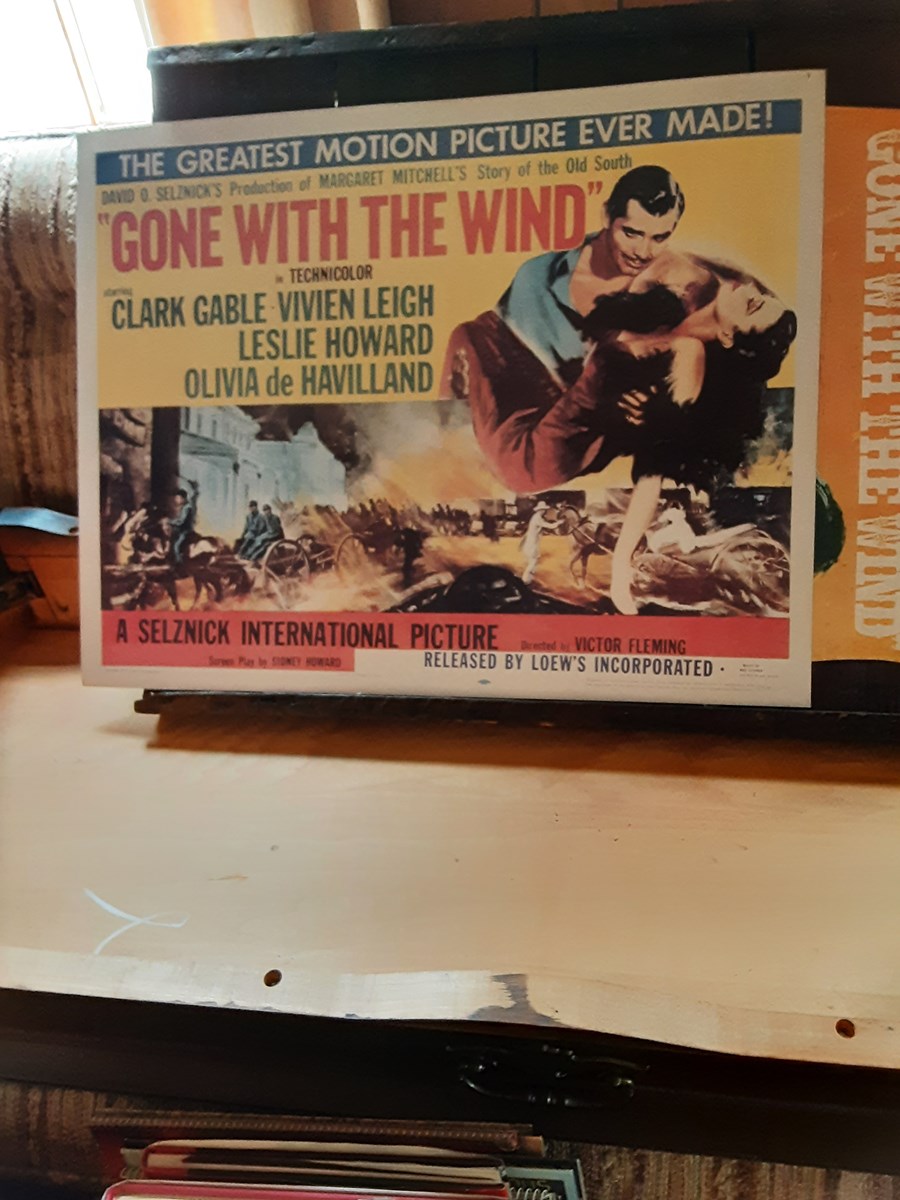 THE GREATEST MOTION PICTURE EVER MADE!
DAVID O. SELZNICK'S Production of MARGARET MITCHELL'S Story of the Old South
"GONE WITH THE WIND"
in TECHNICOLOR
starring
CLARK GABLE · VIVIEN LEIGH
LESLIE HOWARD
OLIVIA de HAVILLAND
A SELZNICK INTERNATIONAL PICTURE
Directed by VICTOR FLEMING
Screen Play by SIDNEY HOWARD
RELEASED BY LOEW'S INCORPORATED ·
GONE WITH THE WIND